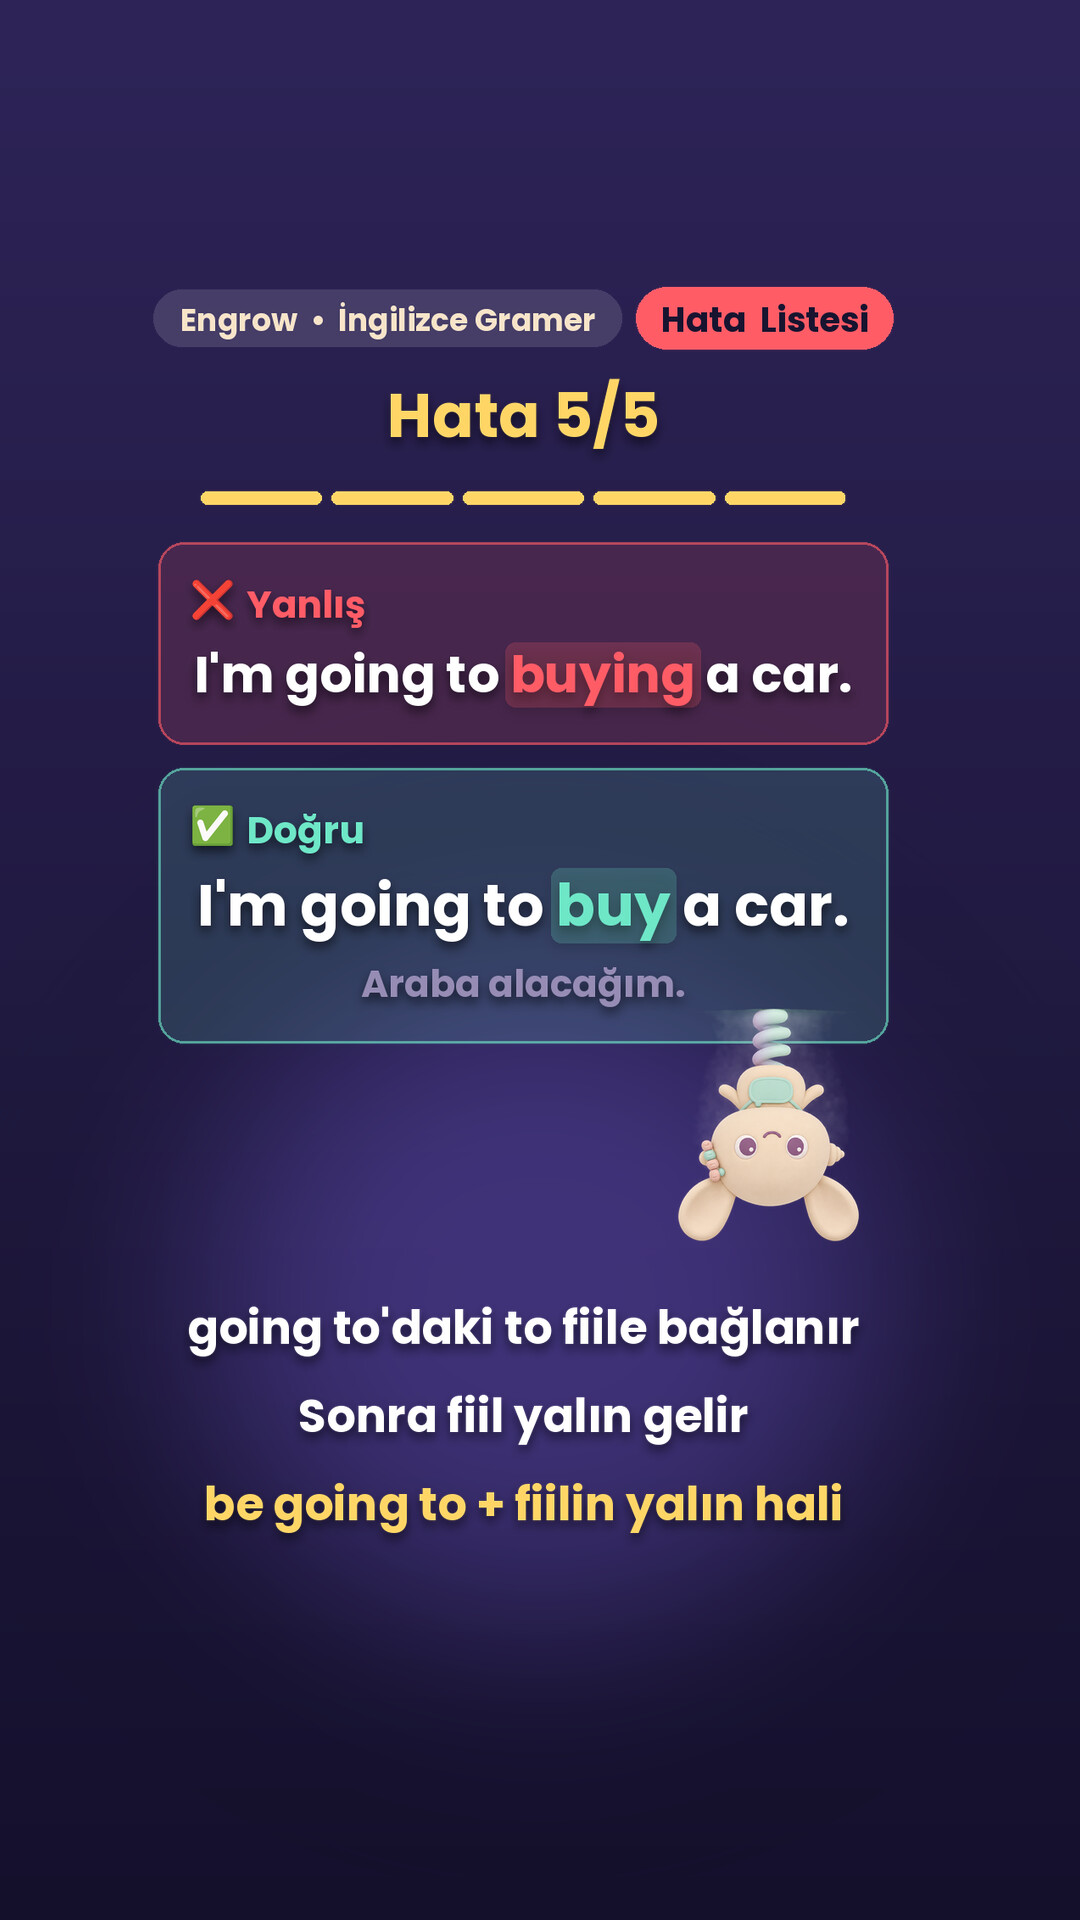 Engrow • İngilizce Gramer
Hata Listesi
Hata 5/5
❌ Yanlış
I'm going to buying a car.
✅ Doğru
I'm going to buy a car.
Araba alacağım.
going to'daki to fiile bağlanır
Sonra fiil yalın gelir
be going to + fiilin yalın hali